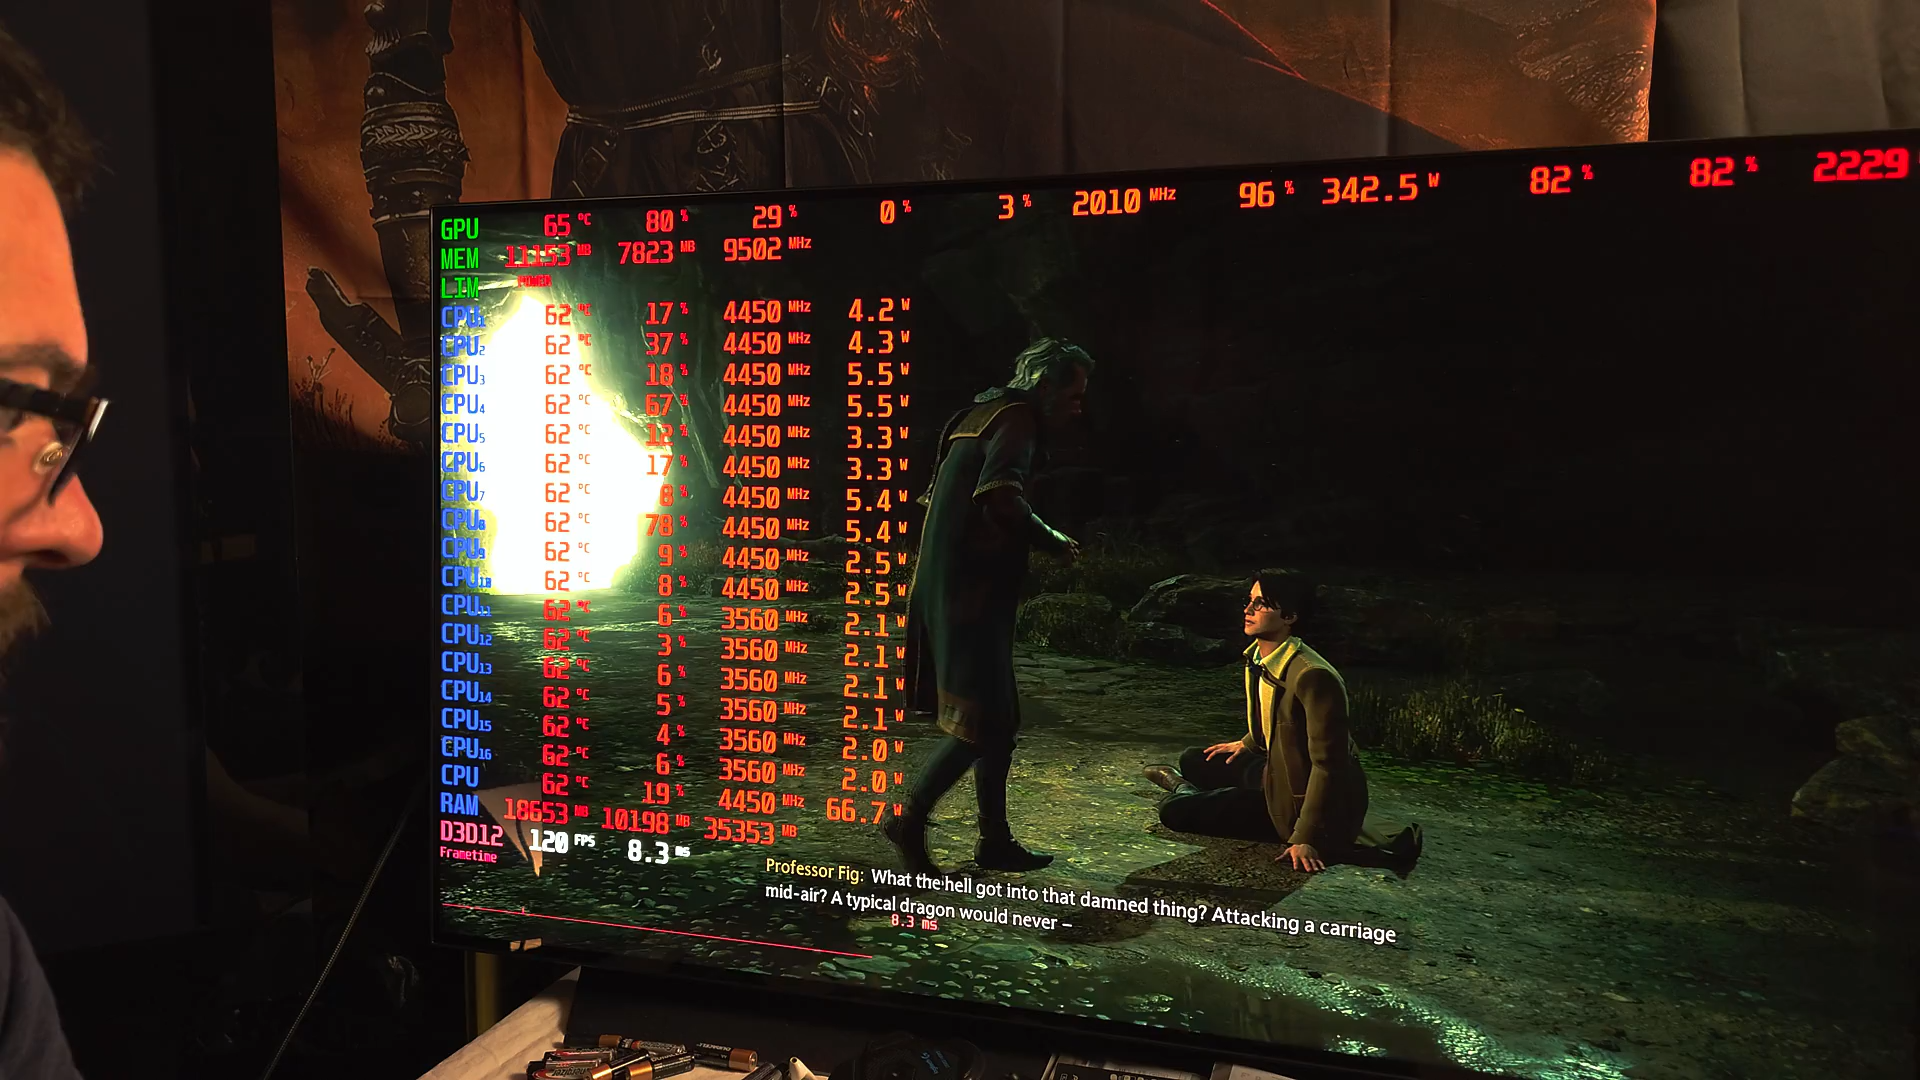 GPU 65 °C 80 % 29 % 0 % 3 % 2010 MHz 96 % 342.5 W 82 % 82 % 2229
MEM 11153 MB 7823 MB 9502 MHz
LIM POWER
CPU1 62 °C 17 % 4450 MHz 4.2 W
CPU2 62 °C 37 % 4450 MHz 4.3 W
CPU3 62 °C 18 % 4450 MHz 5.5 W
CPU4 62 °C 67 % 4450 MHz 5.5 W
CPU5 62 °C 12 % 4450 MHz 3.3 W
CPU6 62 °C 17 % 4450 MHz 3.3 W
CPU7 62 °C 8 % 4450 MHz 5.4 W
CPU8 62 °C 78 % 4450 MHz 5.4 W
CPU9 62 °C 9 % 4450 MHz 2.5 W
CPU10 62 °C 8 % 4450 MHz 2.5 W
CPU11 62 °C 6 % 3560 MHz 2.1 W
CPU12 62 °C 3 % 3560 MHz 2.1 W
CPU13 62 °C 6 % 3560 MHz 2.1 W
CPU14 62 °C 5 % 3560 MHz 2.1 W
CPU15 62 °C 4 % 3560 MHz 2.0 W
CPU16 62 °C 6 % 3560 MHz 2.0 W
CPU 62 °C 19 % 4450 MHz 66.7 W
RAM 18653 MB 10198 MB 35353 MB
D3D12 120 FPS 8.3 ms
Frametime
8.3 ms
Professor Fig: What the hell got into that damned thing? Attacking a carriage
mid-air? A typical dragon would never –